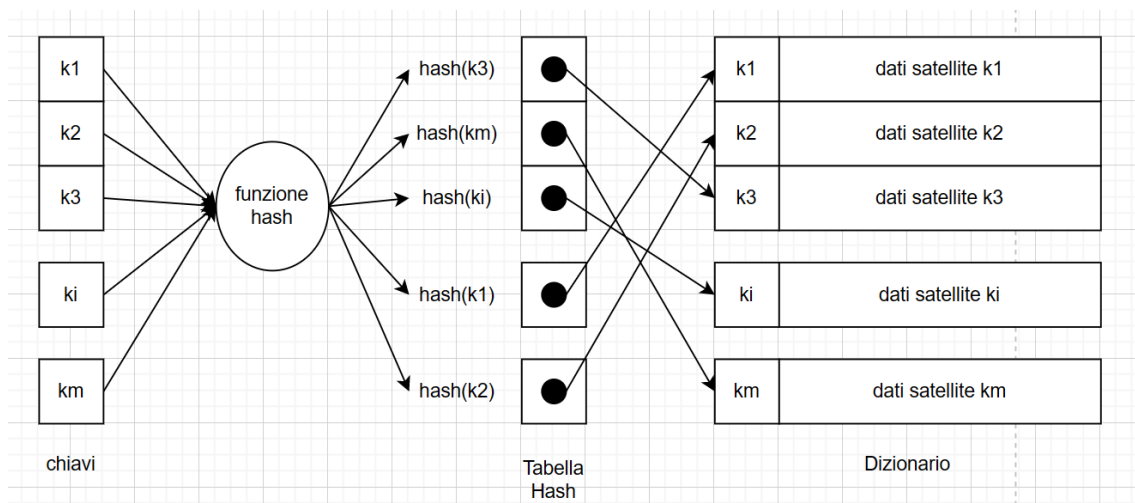 k1
k2
k3
ki
km
chiavi
funzione
hash
hash(k3)
hash(km)
hash(ki)
hash(k1)
hash(k2)
Tabella
Hash
k1 dati satellite k1
k2 dati satellite k2
k3 dati satellite k3
ki dati satellite ki
km dati satellite km
Dizionario